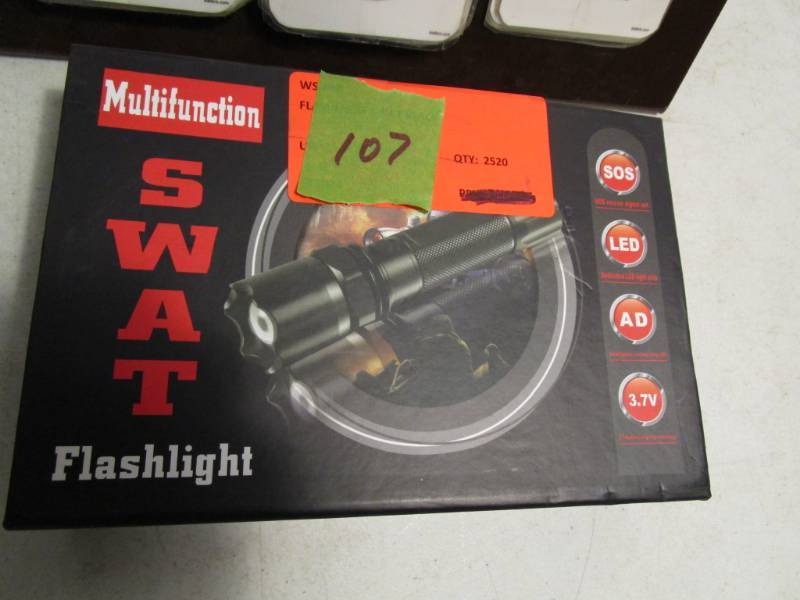 Multifunction
SWAT
Flashlight
WS
FL
107
QTY: 2520
SOS
LED
AD
3.7V